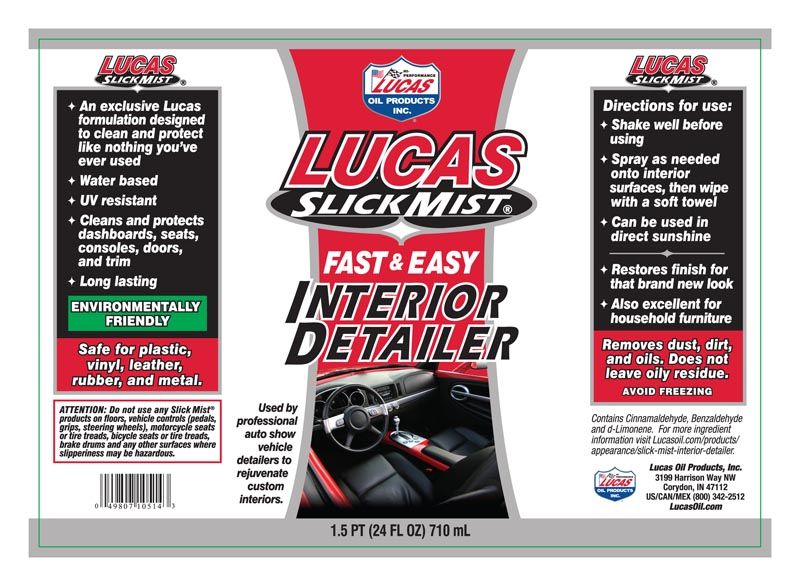 LUCAS
SLICKMIST®
✦ An exclusive Lucas
formulation designed
to clean and protect
like nothing you've
ever used
✦ Water based
✦ UV resistant
✦ Cleans and protects
dashboards, seats,
consoles, doors,
and trim
✦ Long lasting
ENVIRONMENTALLY
FRIENDLY
Safe for plastic,
vinyl, leather,
rubber, and metal.
ATTENTION: Do not use any Slick Mist®
products on floors, vehicle controls (pedals,
grips, steering wheels), motorcycle seats
or tire treads, bicycle seats or tire treads,
brake drums and any other surfaces where
slipperiness may be hazardous.
0 49807 10514 3
HI-PERFORMANCE
LUCAS
OIL PRODUCTS
INC.
LUCAS
SLICKMIST®
FAST & EASY
INTERIOR
DETAILER
Used by
professional
auto show
vehicle
detailers to
rejuvenate
custom
interiors.
1.5 PT (24 FL OZ) 710 mL
LUCAS
SLICKMIST®
Directions for use:
✦ Shake well before
using
✦ Spray as needed
onto interior
surfaces, then wipe
with a soft towel
✦ Can be used in
direct sunshine
✦ Restores finish for
that brand new look
✦ Also excellent for
household furniture
Removes dust, dirt,
and oils. Does not
leave oily residue.
AVOID FREEZING
Contains Cinnamaldehyde, Benzaldehyde
and d-Limonene. For more ingredient
information visit Lucasoil.com/products/
appearance/slick-mist-interior-detailer.
LUCAS
OIL PRODUCTS
INC.
Lucas Oil Products, Inc.
3199 Harrison Way NW
Corydon, IN 47112
US/CAN/MEX (800) 342-2512
LucasOil.com